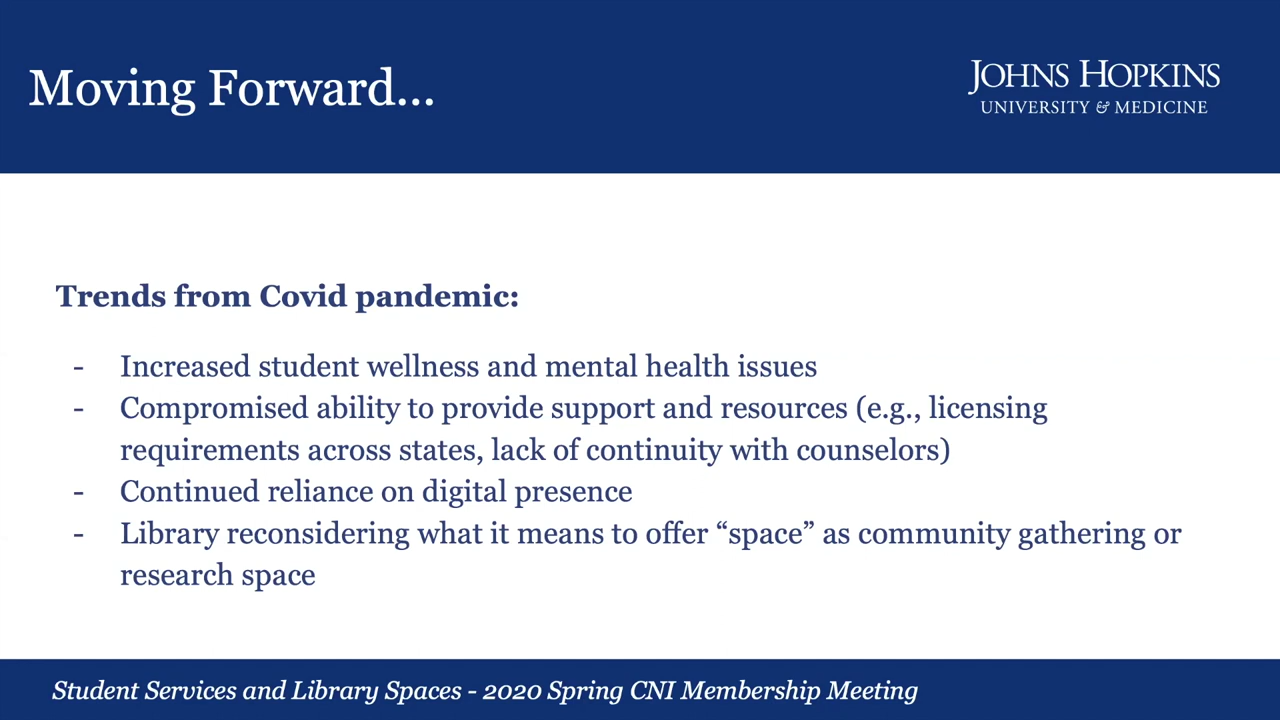 Moving Forward...
JOHNS HOPKINS
UNIVERSITY & MEDICINE
Trends from Covid pandemic:
- Increased student wellness and mental health issues
- Compromised ability to provide support and resources (e.g., licensing
requirements across states, lack of continuity with counselors)
- Continued reliance on digital presence
- Library reconsidering what it means to offer “space” as community gathering or
research space
Student Services and Library Spaces - 2020 Spring CNI Membership Meeting